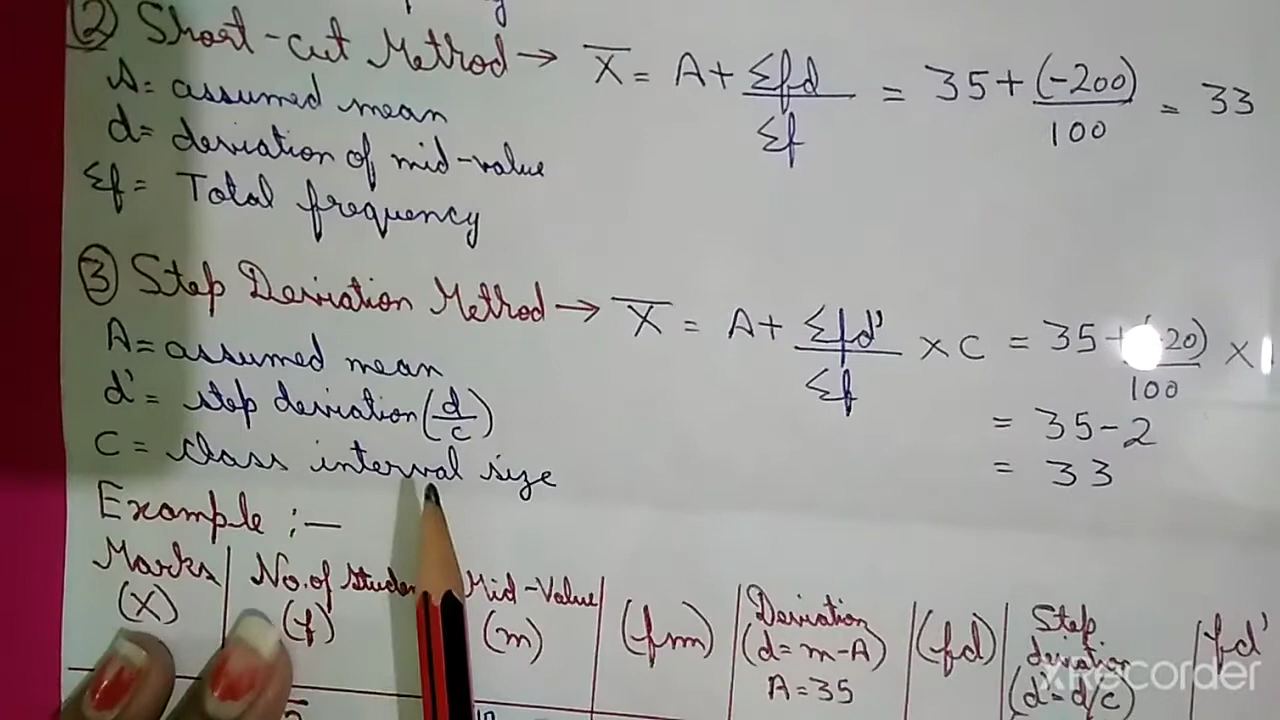 (2) Short-cut Method → X̄ = A + Σfd / Σf = 35 + (-200) / 100 = 33
A = assumed mean
d = deviation of mid-value
Σf = Total frequency
(3) Step Deviation Method → X̄ = A + Σfd' / Σf × C = 35 + 20) / 100 ×
A = assumed mean
d' = step deviation (d/c)
= 35 - 2
C = class interval size
= 33
Example :—
Marks (X) | No. of (f) | Mid-Value (m) | (fm) | Deviation (d = m - A) A = 35 | (fd) | Step deviation (d' = d/c) | fd'
Recorder